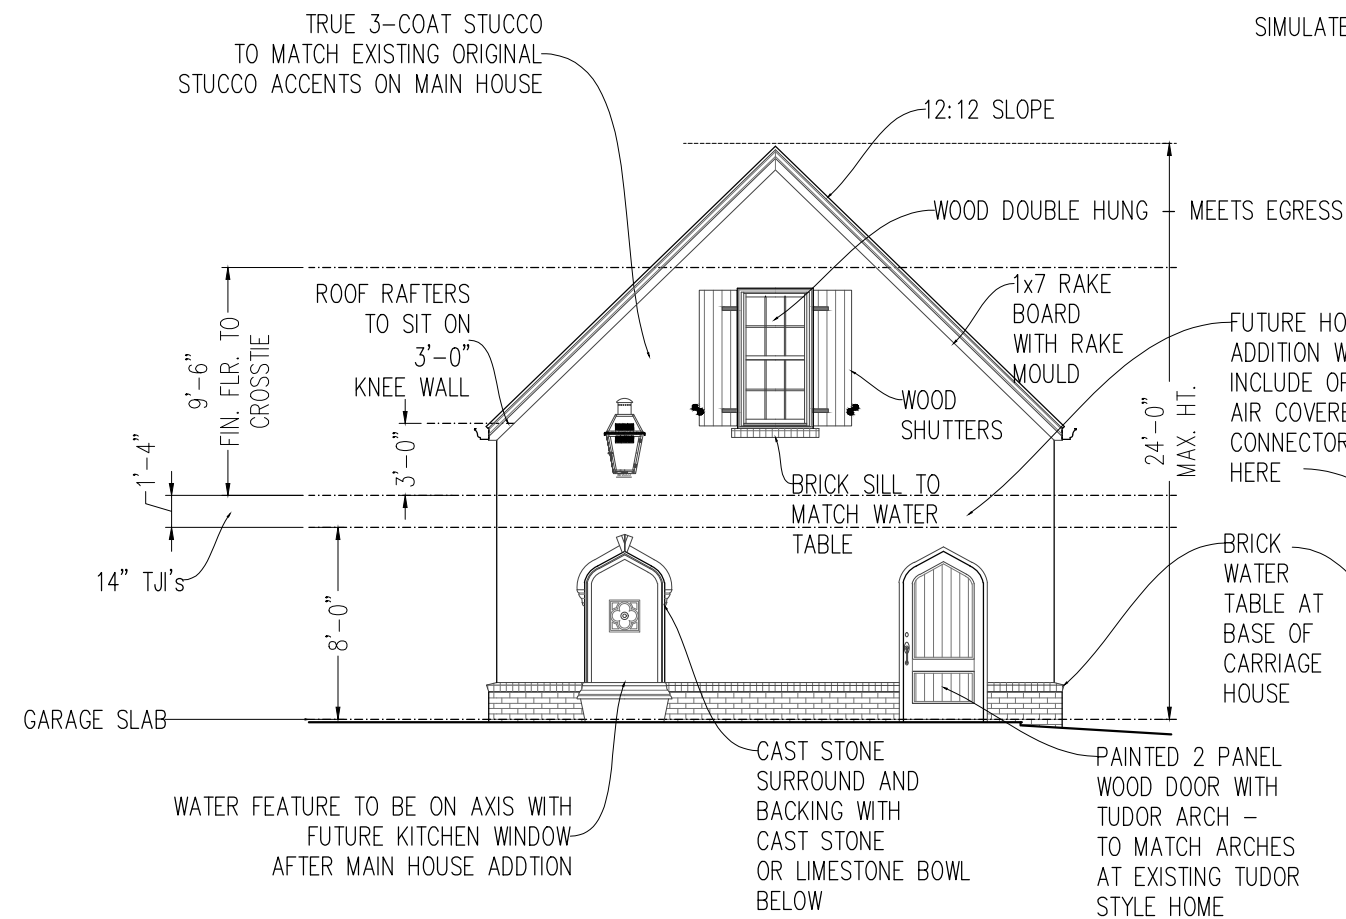 TRUE 3-COAT STUCCO
TO MATCH EXISTING ORIGINAL
STUCCO ACCENTS ON MAIN HOUSE
12:12 SLOPE
WOOD DOUBLE HUNG - MEETS EGRESS
ROOF RAFTERS
TO SIT ON
3'-0"
KNEE WALL
1x7 RAKE
BOARD
WITH RAKE
MOULD
9'-6"
FIN. FLR. TO
CROSSTIE
WOOD
SHUTTERS
FUTURE
ADDITION
INCLUDE
AIR
HERE
24'-0"
MAX. HT.
3'-0"
1'-4"
BRICK SILL TO
MATCH WATER
TABLE
14" TJI's
8'-0"
BRICK
WATER
TABLE AT
BASE OF
CARRIAGE
HOUSE
GARAGE SLAB
WATER FEATURE TO BE ON AXIS WITH
FUTURE KITCHEN WINDOW
AFTER MAIN HOUSE ADDTION
CAST STONE
SURROUND AND
BACKING WITH
CAST STONE
OR LIMESTONE BOWL
BELOW
PAINTED 2 PANEL
WOOD DOOR WITH
TUDOR ARCH -
TO MATCH ARCHES
AT EXISTING TUDOR
STYLE HOME